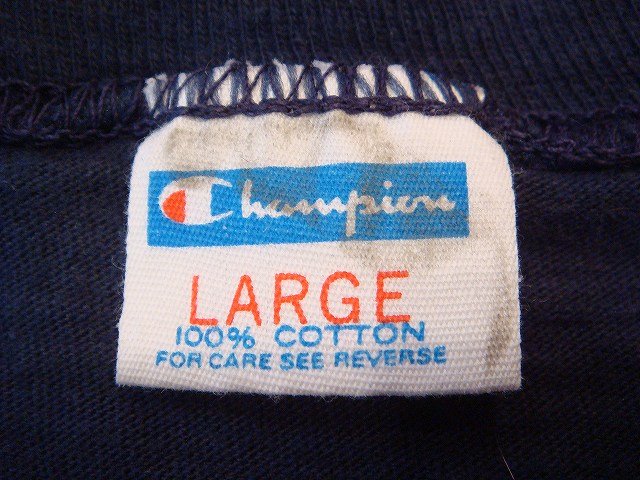 Champion
LARGE
100% COTTON
FOR CARE SEE REVERSE